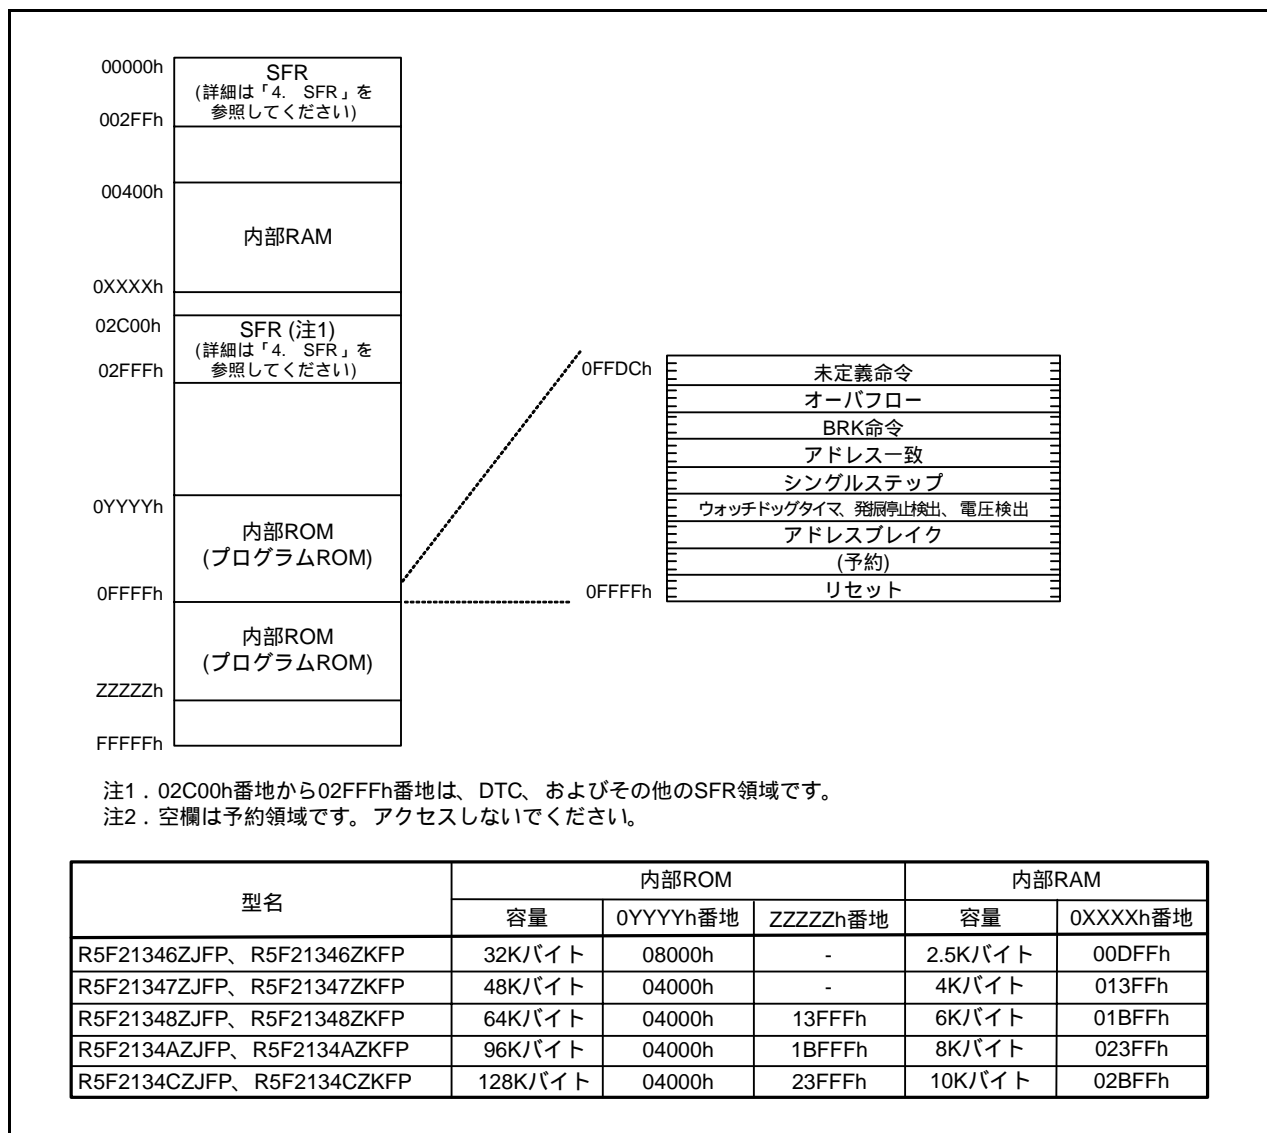 00000h
SFR
(詳細は「4. SFR」を
参照してください)
002FFh
00400h
内部RAM
0XXXXh
02C00h
SFR (注1)
(詳細は「4. SFR」を
参照してください)
02FFFh
0YYYYh
内部ROM
(プログラムROM)
0FFFFh
内部ROM
(プログラムROM)
ZZZZZh
FFFFFh
0FFDCh
未定義命令
オーバフロー
BRK命令
アドレス一致
シングルステップ
ウォッチドッグタイマ、発振停止検出、電圧検出
アドレスブレイク
(予約)
0FFFFh
リセット
注1．02C00h番地から02FFFh番地は、DTC、およびその他のSFR領域です。
注2．空欄は予約領域です。アクセスしないでください。
型名 内部ROM 内部RAM
容量 0YYYYh番地 ZZZZZh番地 容量 0XXXXh番地
R5F21346ZJFP、R5F21346ZKFP 32Kバイト 08000h - 2.5Kバイト 00DFFh
R5F21347ZJFP、R5F21347ZKFP 48Kバイト 04000h - 4Kバイト 013FFh
R5F21348ZJFP、R5F21348ZKFP 64Kバイト 04000h 13FFFh 6Kバイト 01BFFh
R5F2134AZJFP、R5F2134AZKFP 96Kバイト 04000h 1BFFFh 8Kバイト 023FFh
R5F2134CZJFP、R5F2134CZKFP 128Kバイト 04000h 23FFFh 10Kバイト 02BFFh